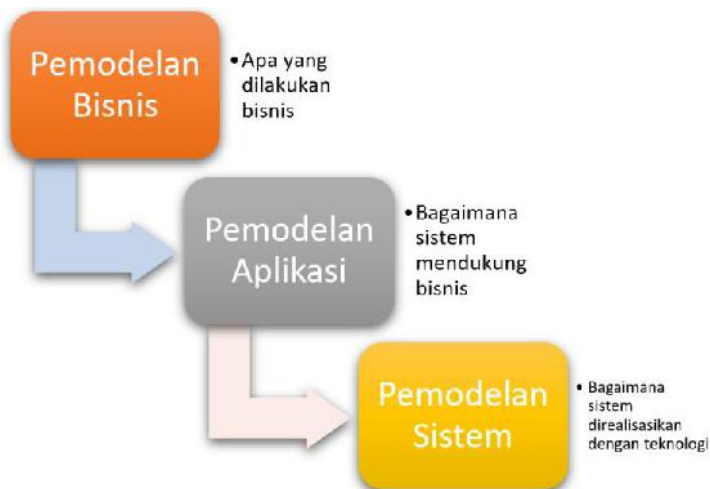 Pemodelan
Bisnis
•Apa yang
dilakukan
bisnis
Pemodelan
Aplikasi
•Bagaimana
sistem
mendukung
bisnis
Pemodelan
Sistem
• Bagaimana
sistem
direalisasikan
dengan teknologi